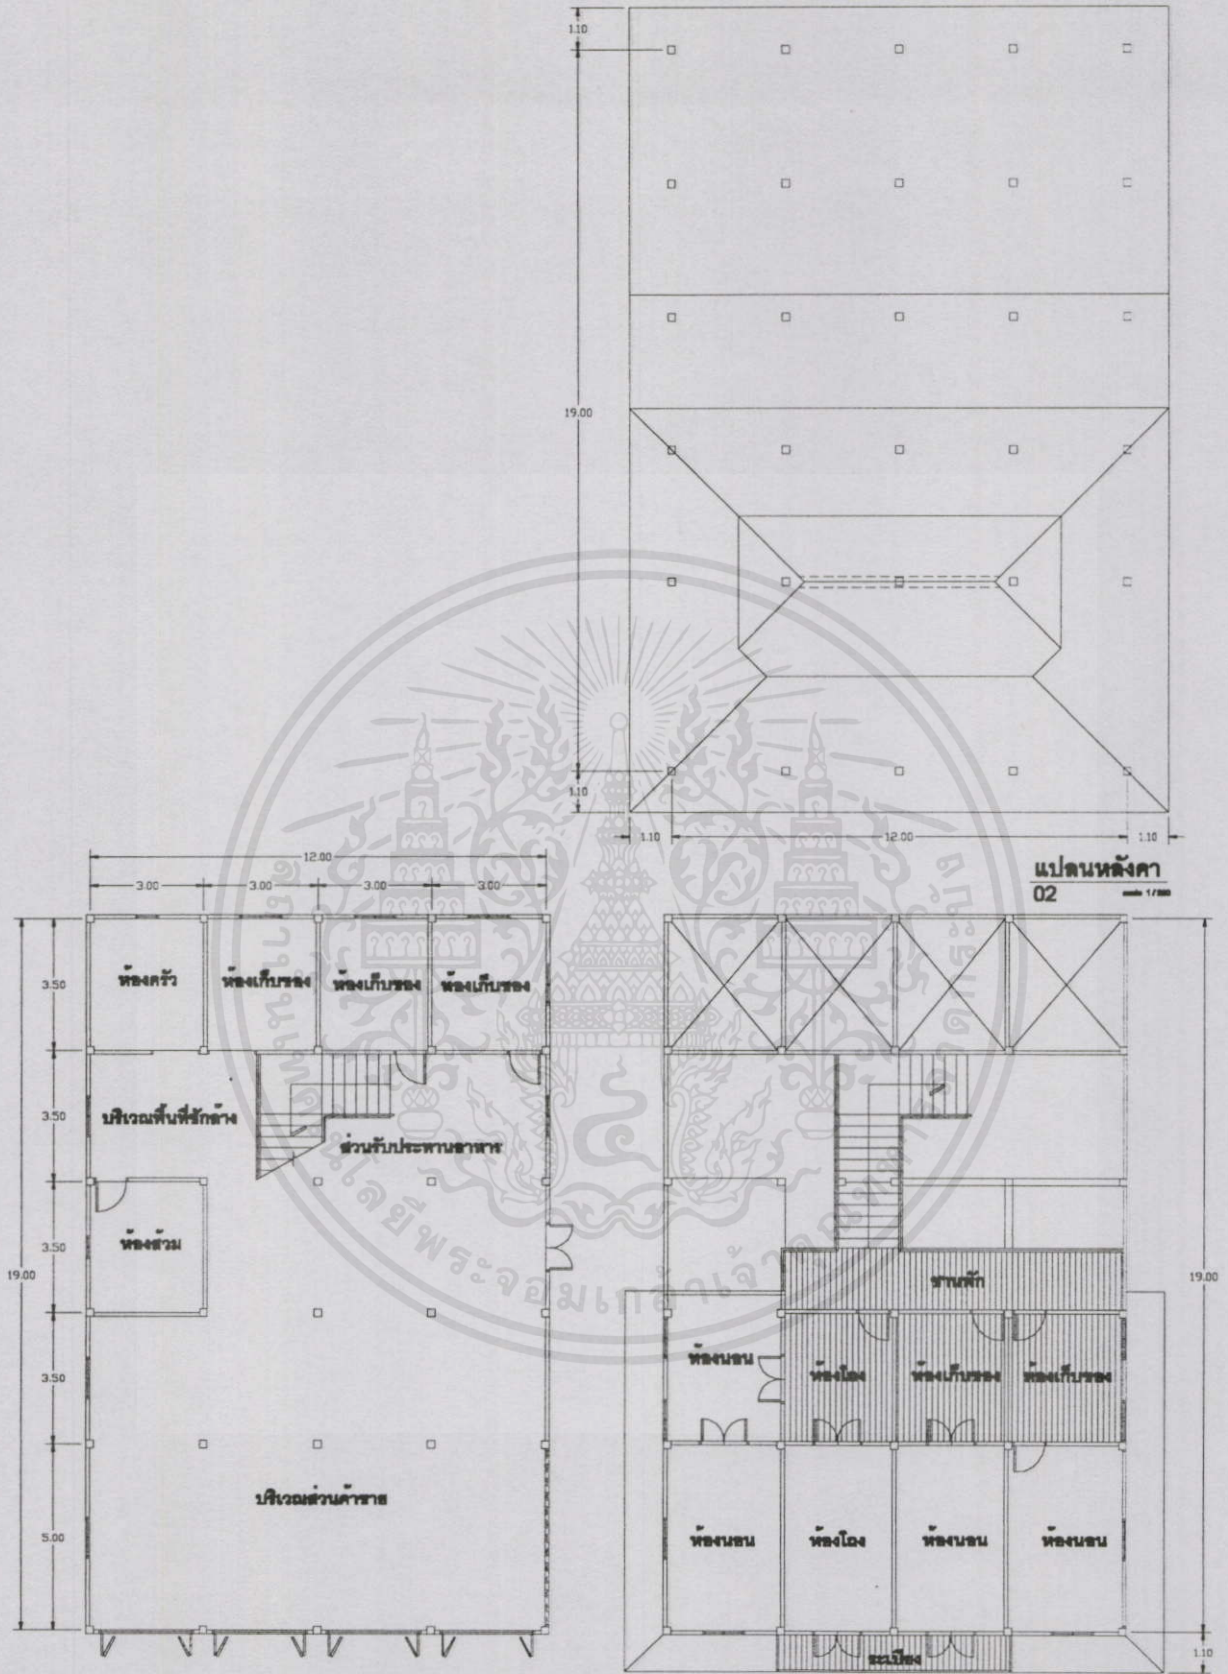 1.10
19.00
1.10
1.10
12.00
1.10
แปลนหลังคา
02
12.00
3.00
3.00
3.00
3.00
3.50
ห้องครัว
ห้องเก็บของ
ห้องเก็บของ
ห้องเก็บของ
3.50
บริเวณพื้นที่ซักล้าง
ส่วนรับประทานอาหาร
3.50
ห้องส้วม
19.00
3.50
5.00
บริเวณส่วนค้าขาย
ชานพัก
19.00
ห้องนอน
ห้องโถง
ห้องเก็บของ
ห้องเก็บของ
ห้องนอน
ห้องโถง
ห้องนอน
ห้องนอน
ระเบียง
1.10